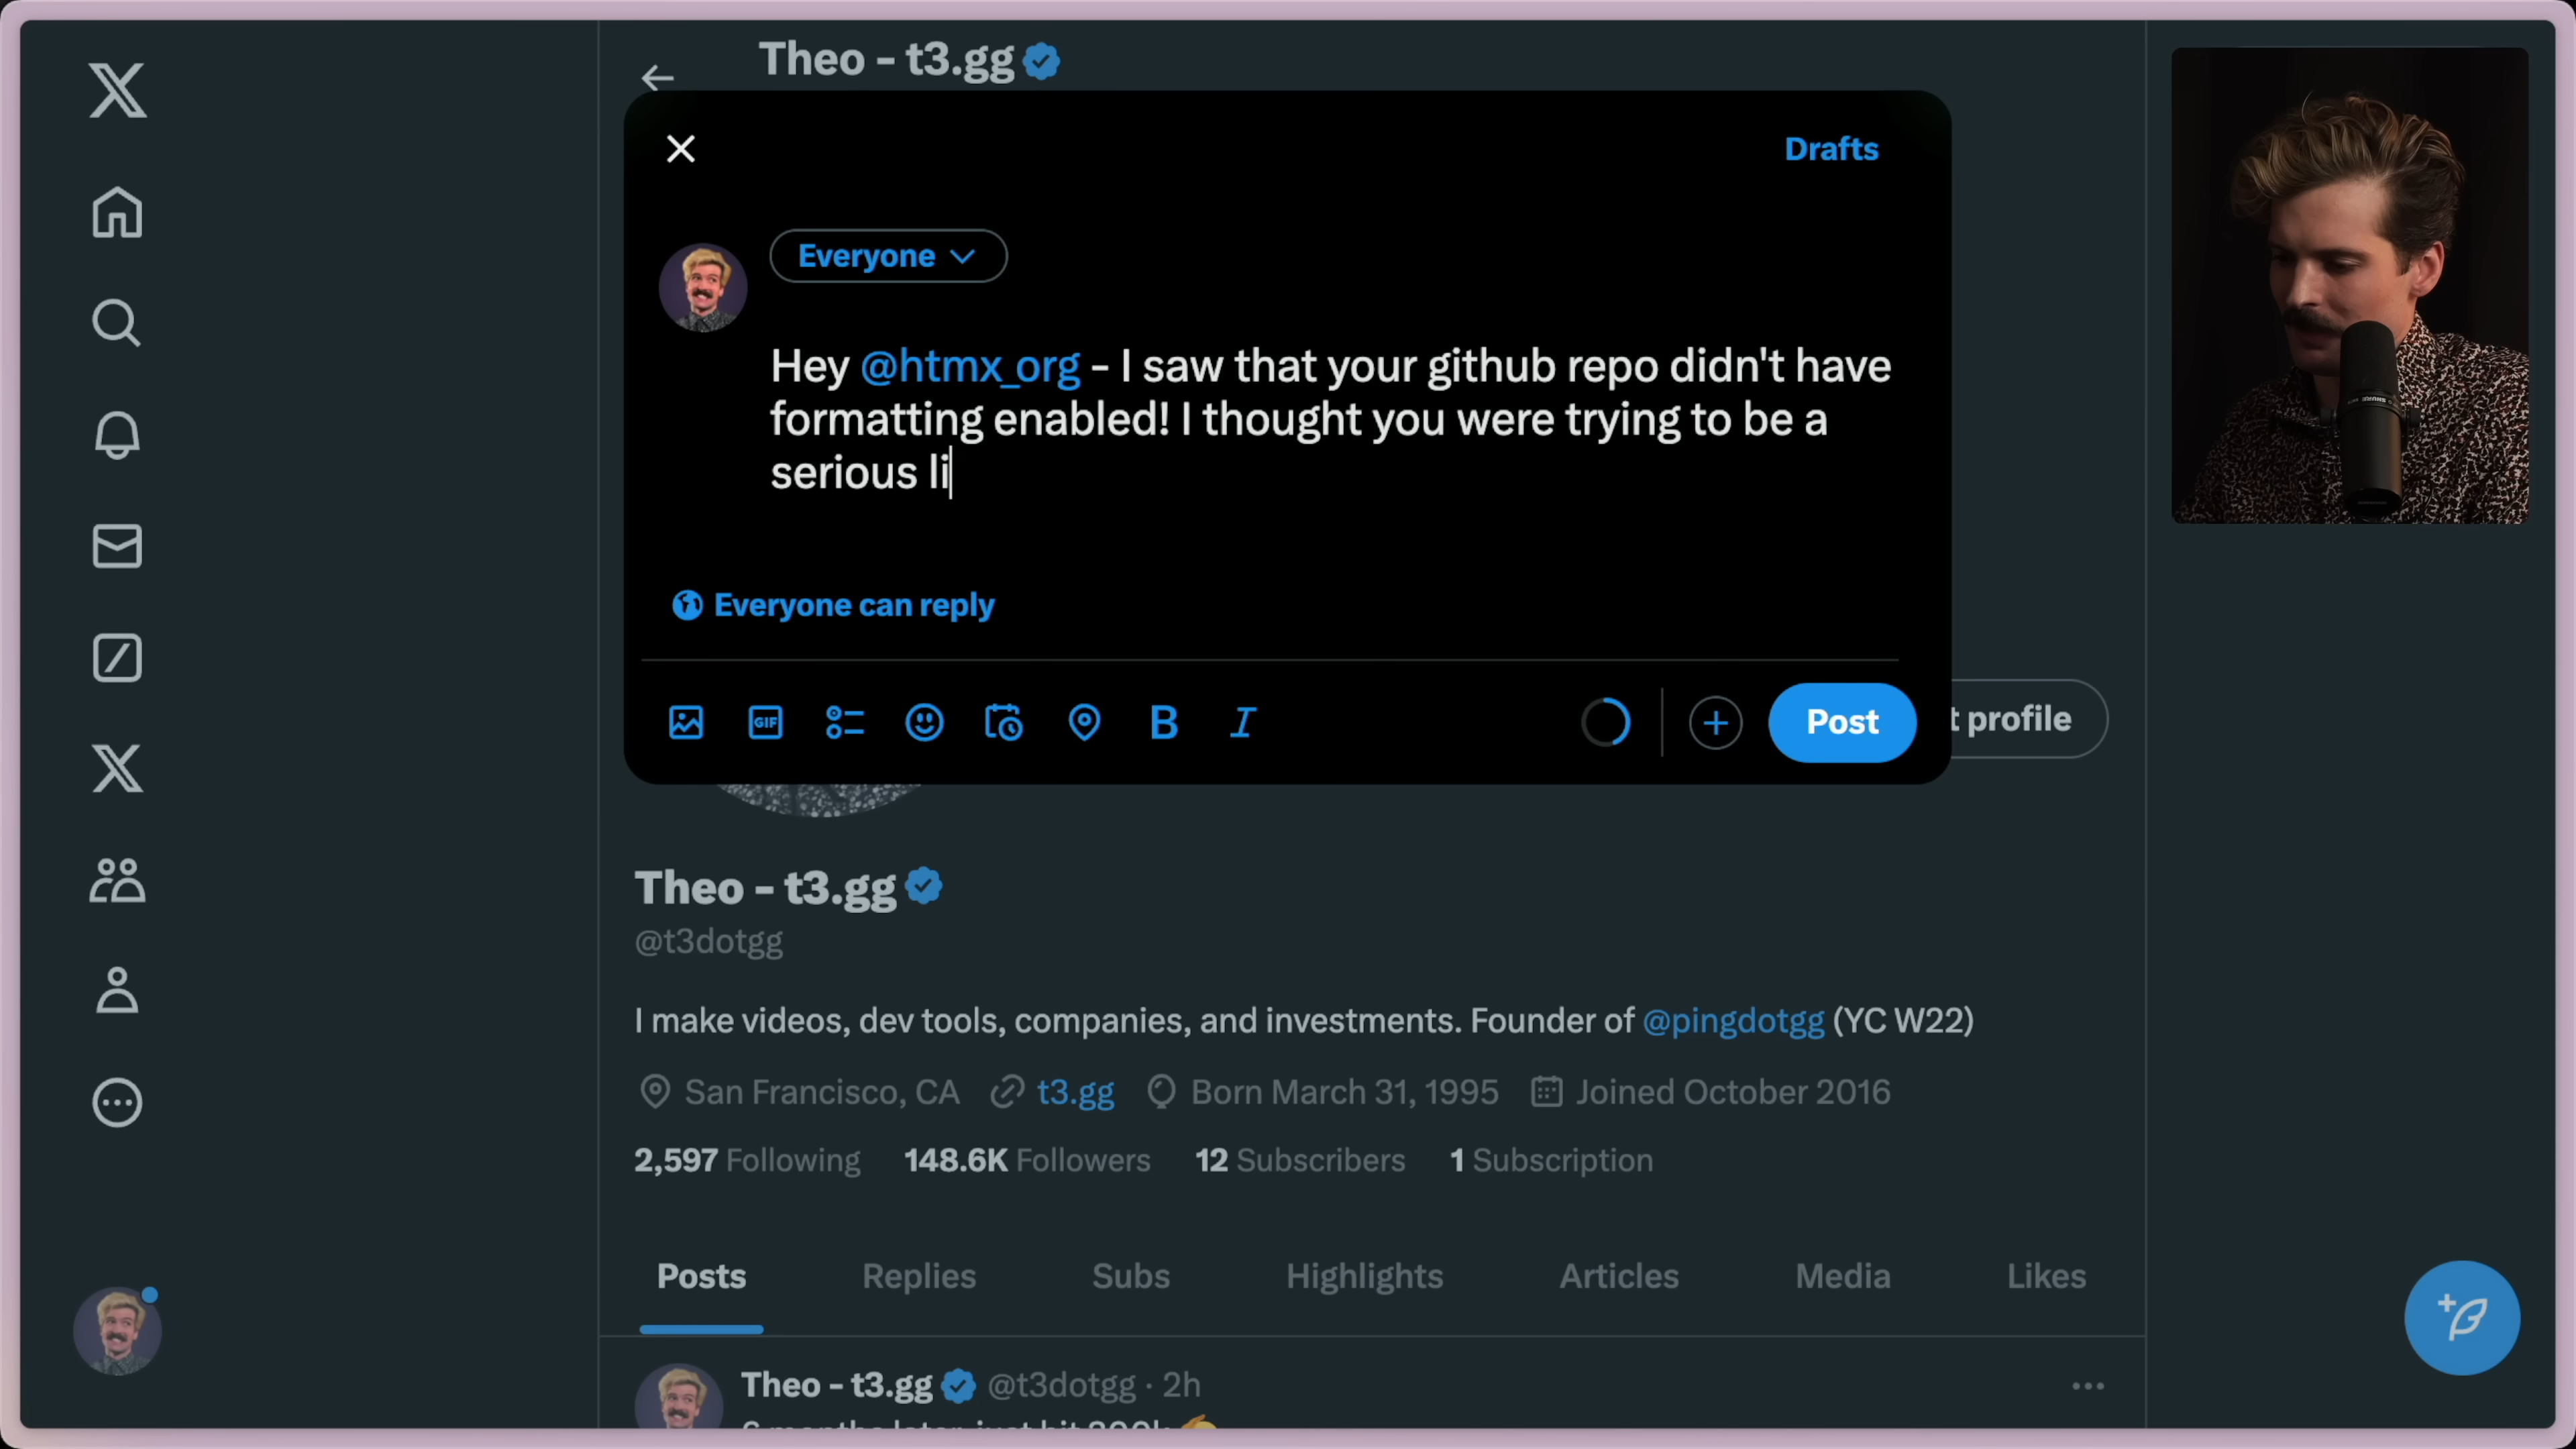 Theo - t3.gg
Drafts
Everyone
Hey @htmx_org - I saw that your github repo didn't have
formatting enabled! I thought you were trying to be a
serious li
Everyone can reply
GIF
B I
Post
t profile
Theo - t3.gg
@t3dotgg
I make videos, dev tools, companies, and investments. Founder of @pingdotgg (YC W22)
San Francisco, CA t3.gg Born March 31, 1995 Joined October 2016
2,597 Following 148.6K Followers 12 Subscribers 1 Subscription
Posts Replies Subs Highlights Articles Media Likes
Theo - t3.gg @t3dotgg · 2h